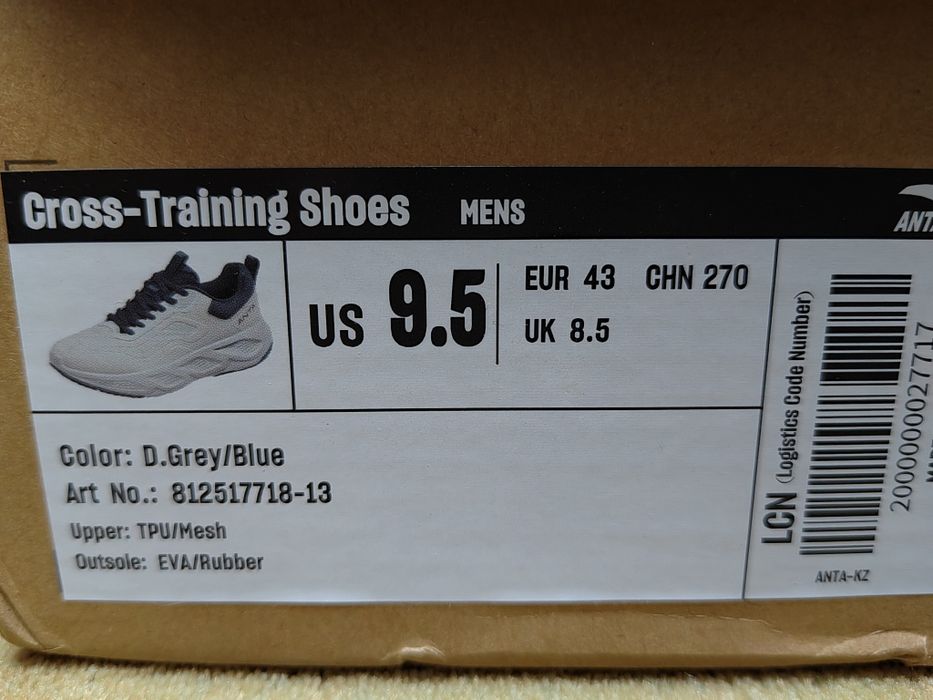 Cross-Training Shoes MENS
ANTA
US 9.5
EUR 43 CHN 270
UK 8.5
Color: D.Grey/Blue
Art No.: 812517718-13
Upper: TPU/Mesh
Outsole: EVA/Rubber
LCN (Logistics Code Number)
2000000027717
ANTA-KZ